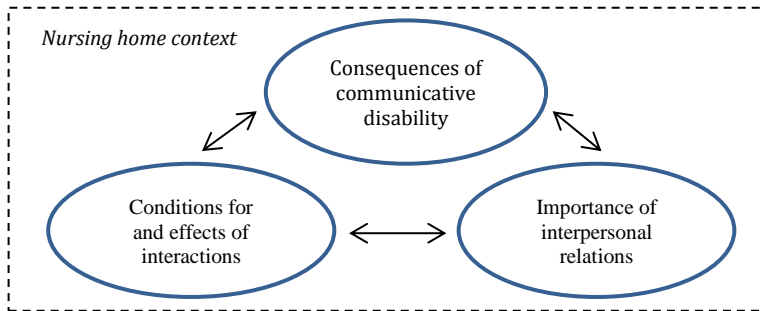 Nursing home context
Consequences of
communicative
disability
Conditions for
and effects of
interactions
Importance of
interpersonal
relations